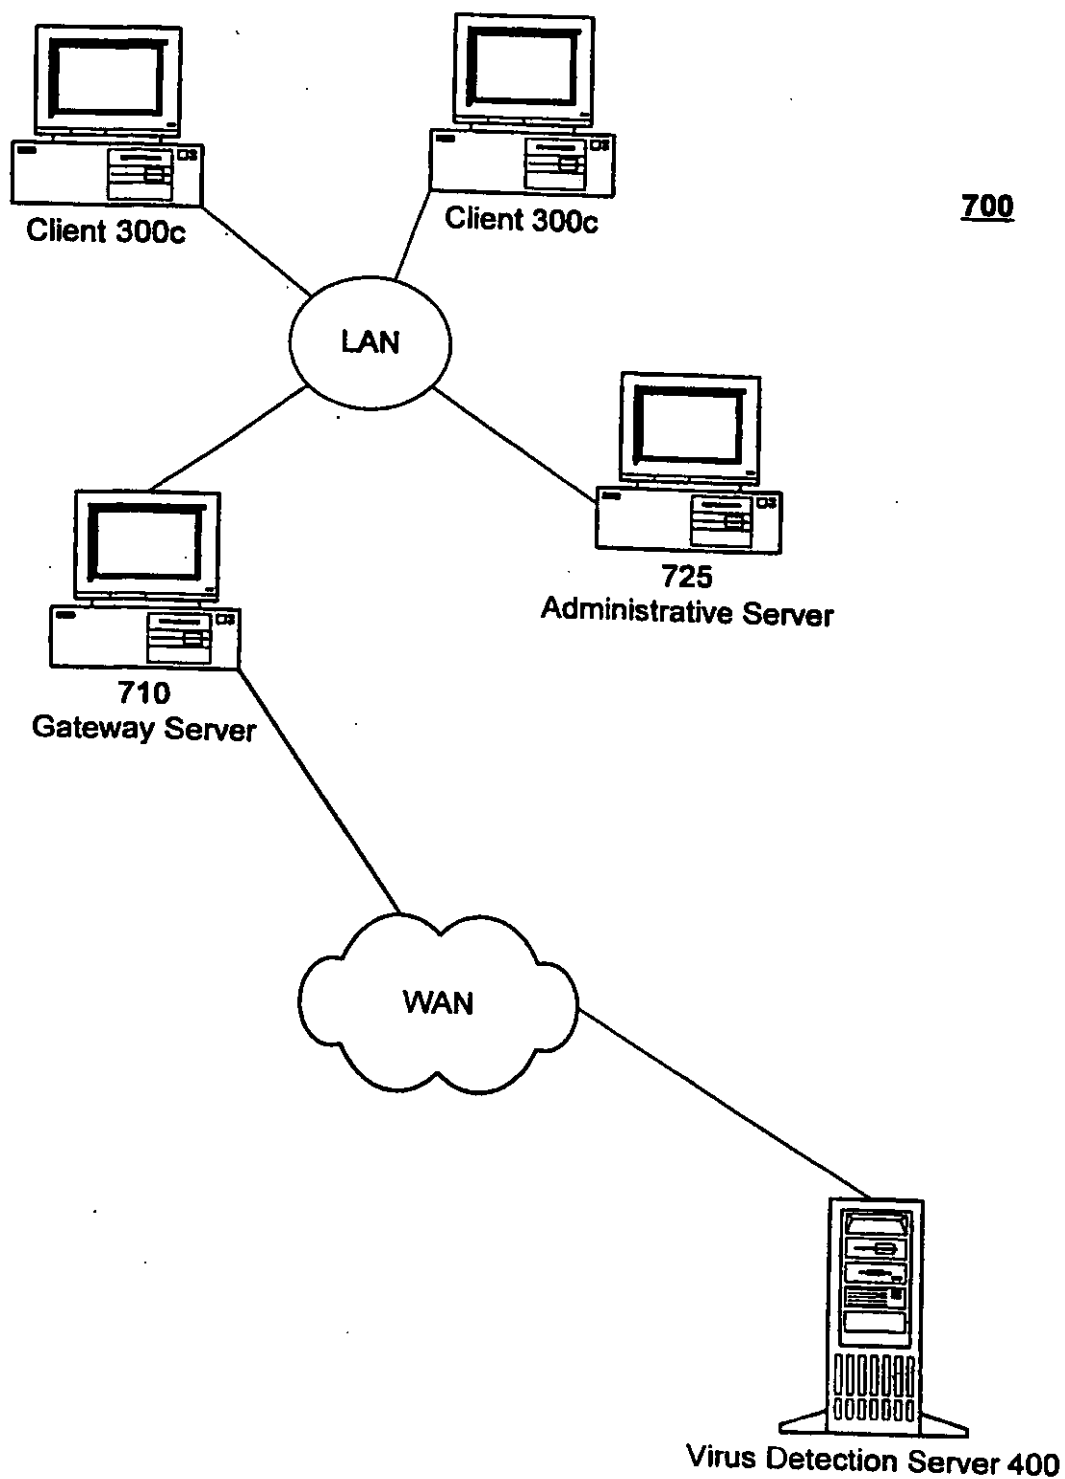 Client 300c
Client 300c
700
LAN
725
Administrative Server
710
Gateway Server
WAN
Virus Detection Server 400